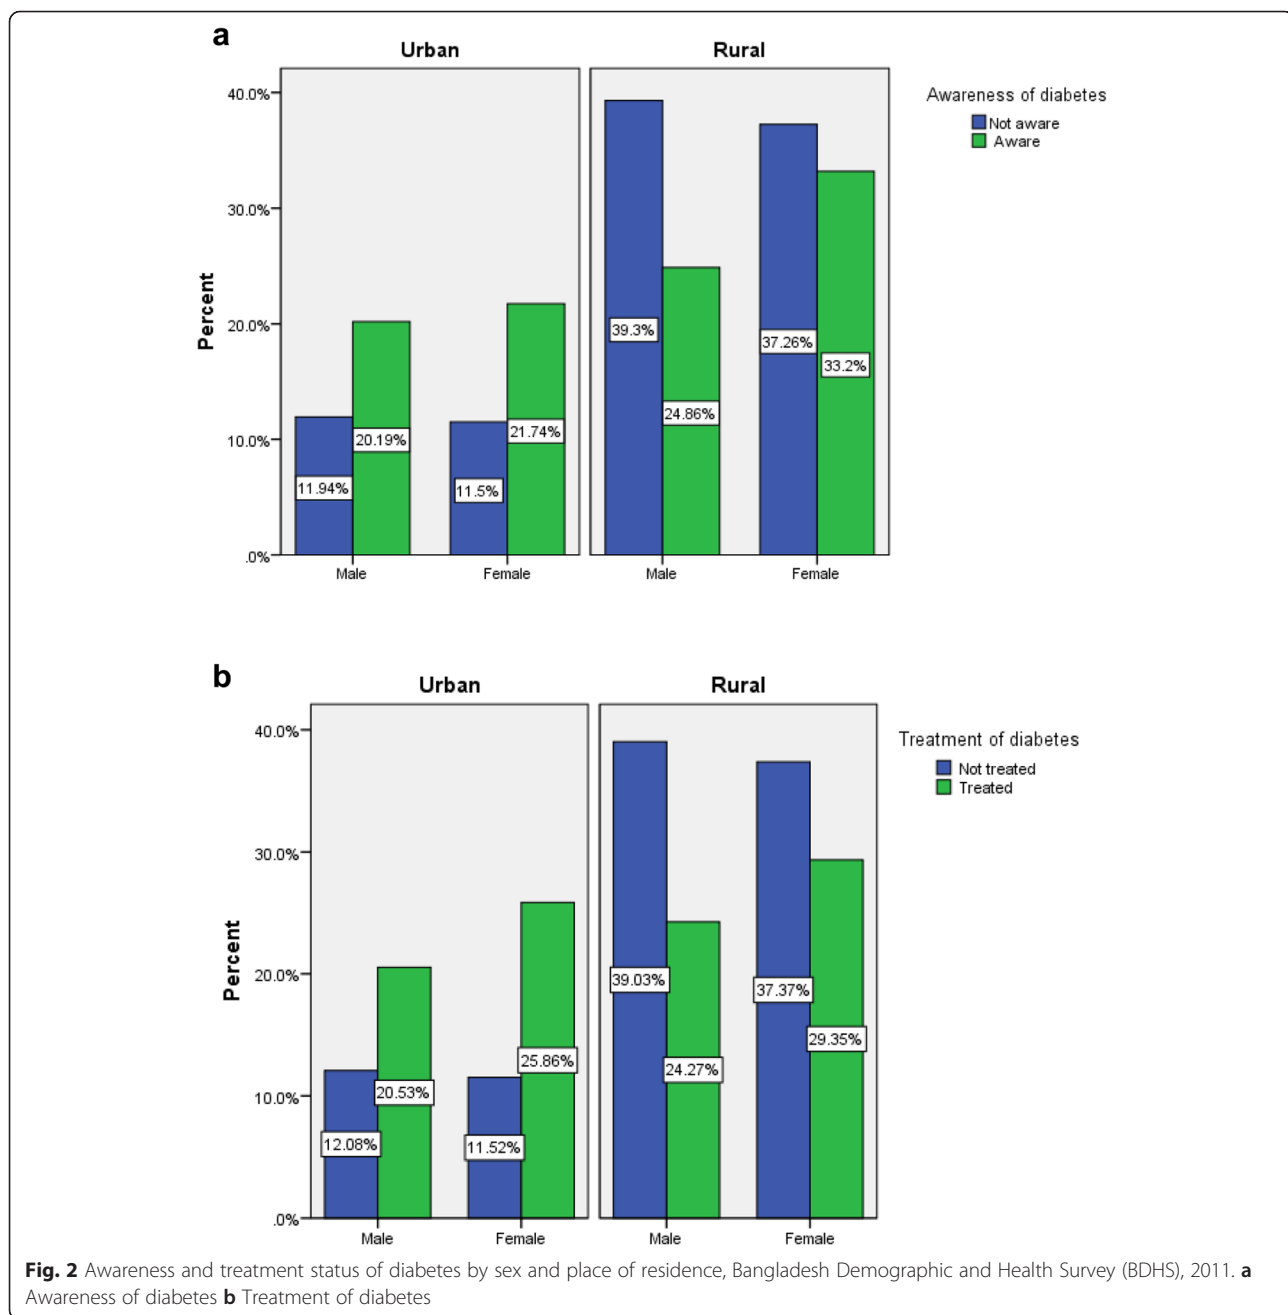 a
Urban Rural
Awareness of diabetes
Not aware
Aware
Percent
40.0%
30.0%
20.0%
10.0%
.0%
11.94%
20.19%
11.5%
21.74%
39.3%
24.86%
37.26%
33.2%
Male Female Male Female
b
Urban Rural
Treatment of diabetes
Not treated
Treated
Percent
40.0%
30.0%
20.0%
10.0%
.0%
12.08%
20.53%
11.52%
25.86%
39.03%
24.27%
37.37%
29.35%
Male Female Male Female
Fig. 2 Awareness and treatment status of diabetes by sex and place of residence, Bangladesh Demographic and Health Survey (BDHS), 2011. a
Awareness of diabetes b Treatment of diabetes